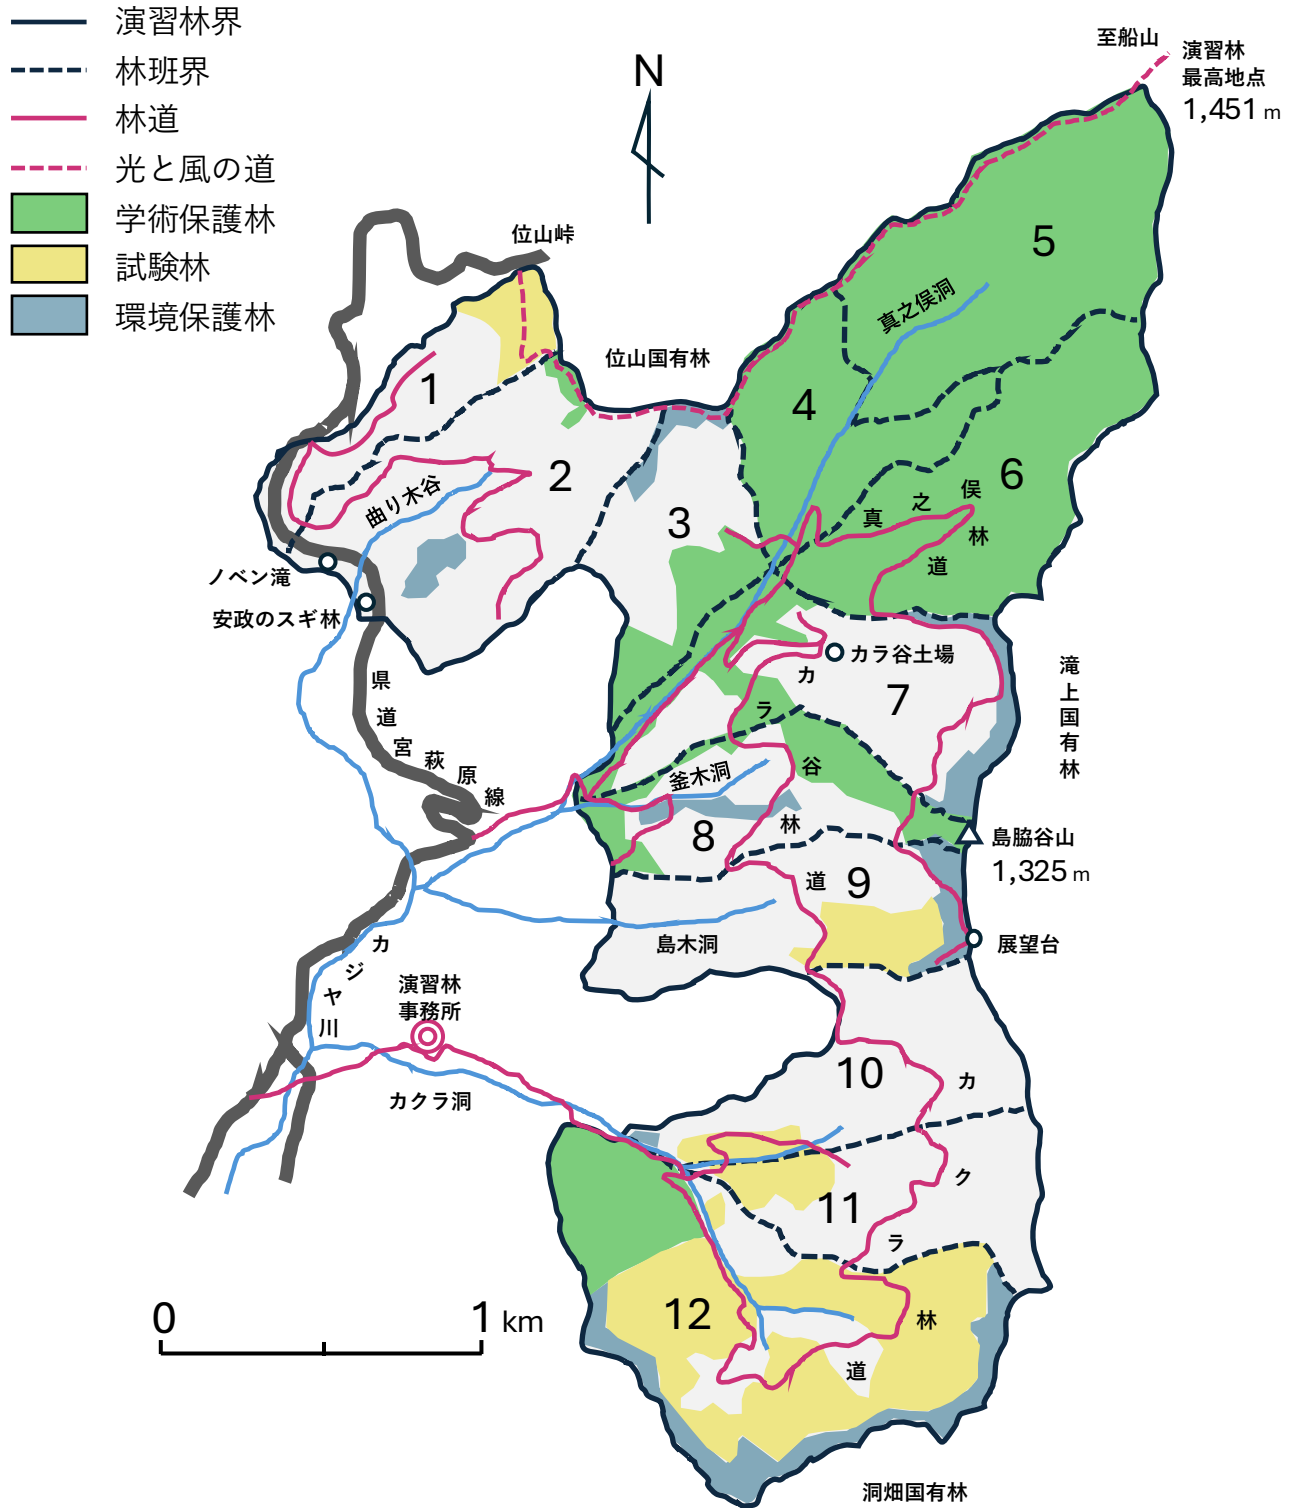 演習林界
林班界
林道
光と風の道
学術保護林
試験林
環境保護林
N
至船山
演習林
最高地点
1,451 m
位山峠
位山国有林
真之俣洞
1
2
3
4
5
6
曲り木谷
真之俣林道
ノベン滝
安政のスギ林
カラ谷土場
7
滝上国有林
県道宮萩原線
カラ谷林道
釜木洞
8
島脇谷山
1,325 m
9
島木洞
展望台
カジヤ川
演習林
事務所
カクラ洞
10
カクラ林道
11
12
0
1 km
洞畑国有林